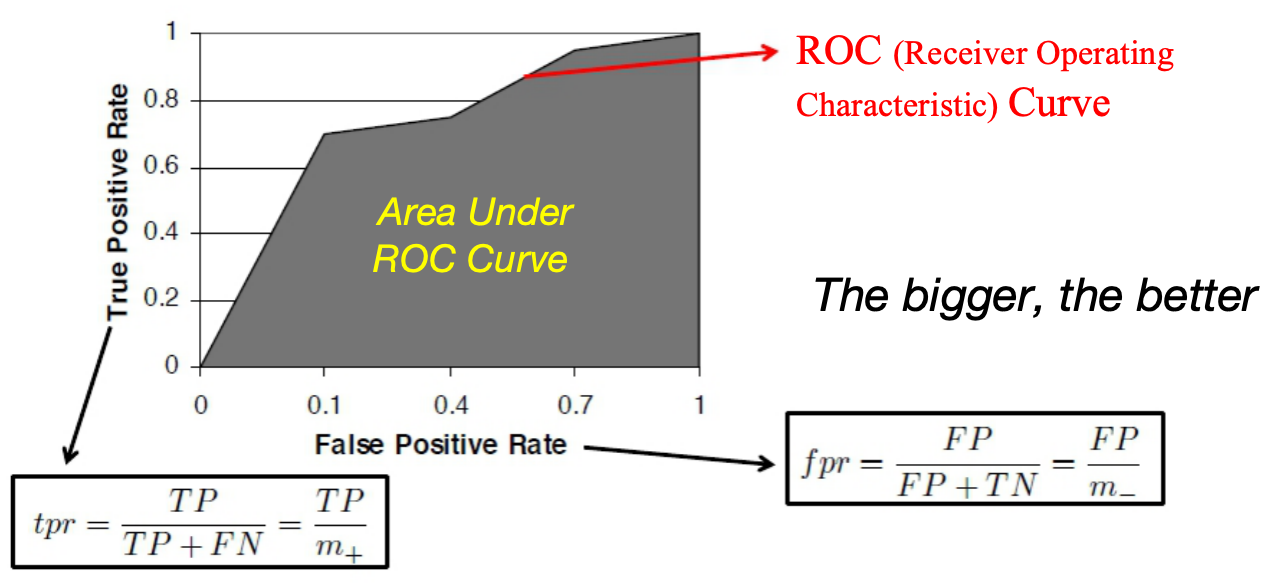 1
0.8
0.6
0.4
0.2
0
True Positive Rate
0 0.1 0.4 0.7 1
False Positive Rate
Area Under
ROC Curve
ROC (Receiver Operating
Characteristic) Curve
The bigger, the better
tpr = TP / (TP + FN) = TP / m₊
fpr = FP / (FP + TN) = FP / m₋